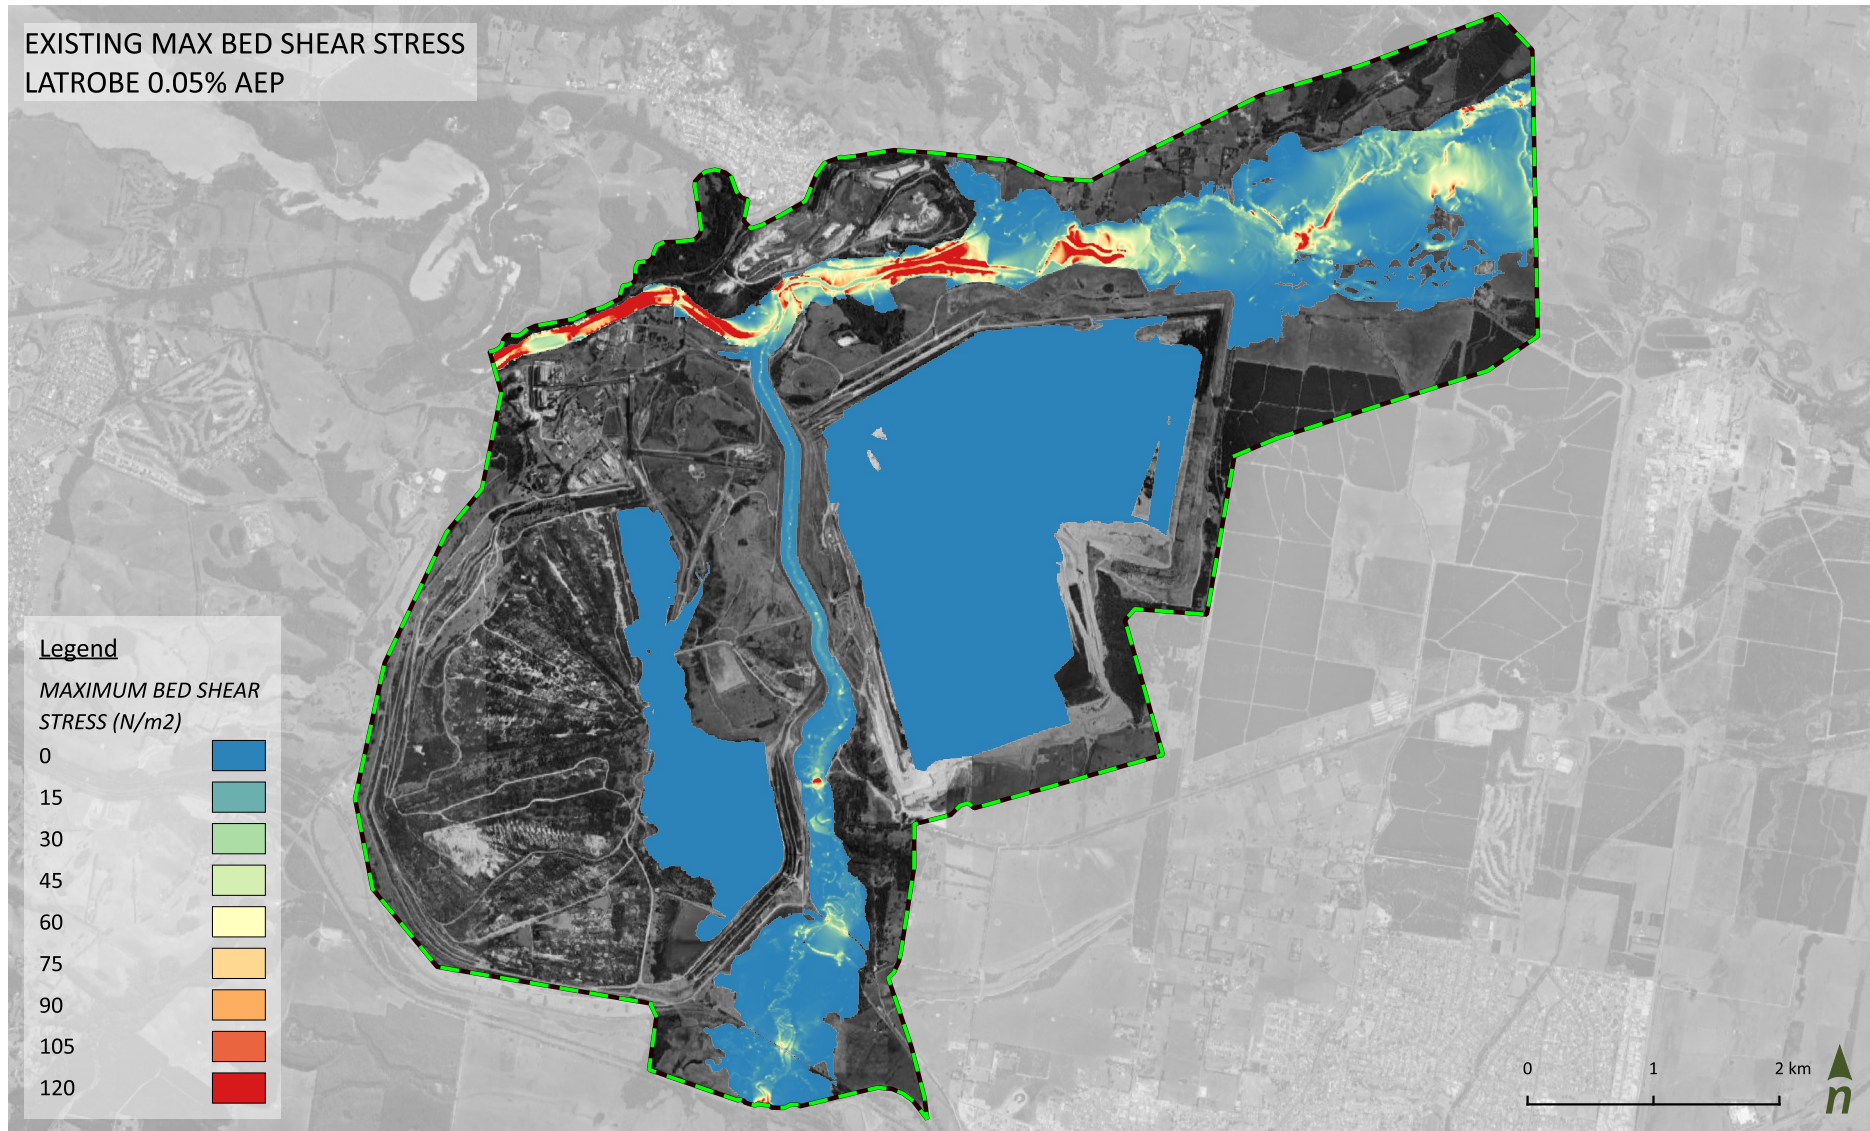 EXISTING MAX BED SHEAR STRESS
LATROBE 0.05% AEP
Legend
MAXIMUM BED SHEAR
STRESS (N/m2)
0
15
30
45
60
75
90
105
120
0 1 2 km
n